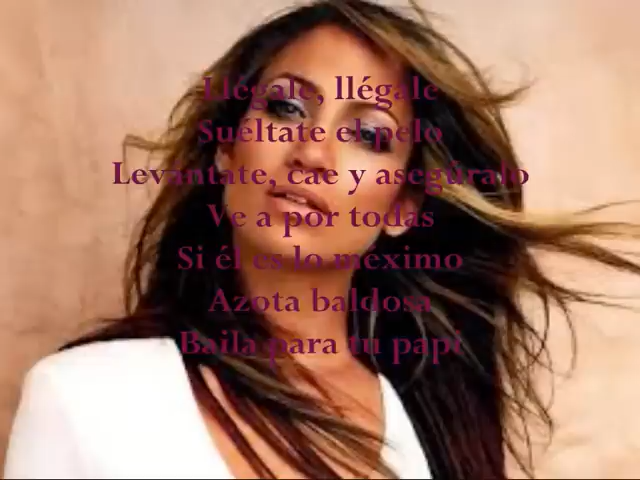 Llégale, llégale
Suéltate el pelo
Levántate, cae y asegúralo
Ve a por todas
Si él es lo meximo
Azota baldosa
Baila para tu papi